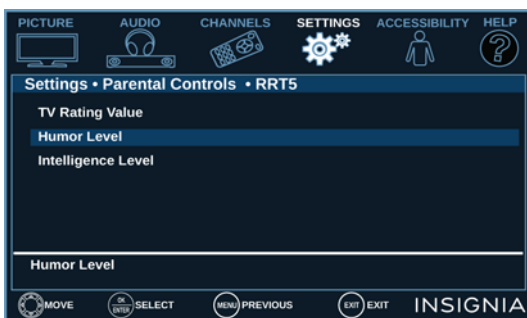 PICTURE AUDIO CHANNELS SETTINGS ACCESSIBILITY HELP
?
Settings • Parental Controls • RRT5
TV Rating Value
Humor Level
Intelligence Level
Humor Level
MOVE OK ENTER SELECT MENU PREVIOUS EXIT EXIT INSIGNIA